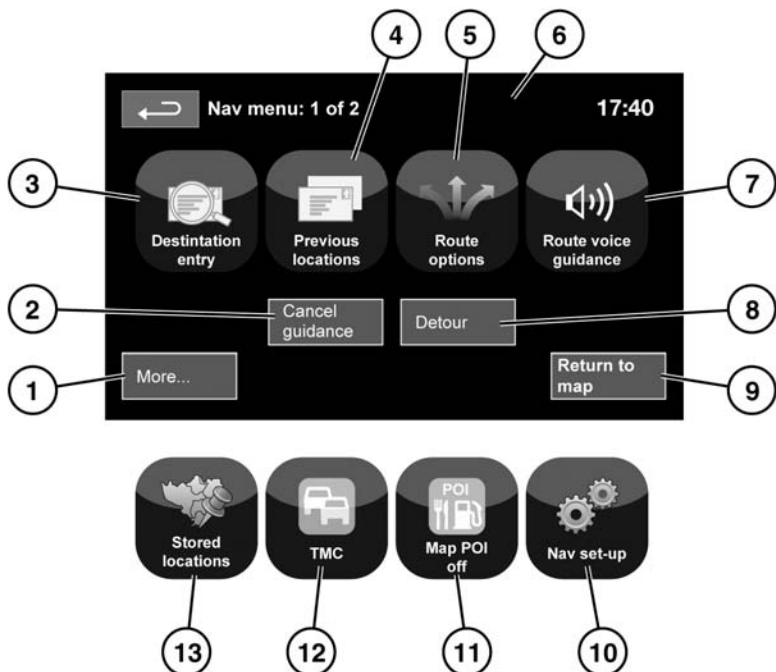 4
5
6
Nav menu: 1 of 2
17:40
3
7
Destintation
entry
Previous
locations
Route
options
Route voice
guidance
2
Cancel
guidance
Detour
8
1
More...
Return to
map
9
POI
Stored
locations
TMC
Map POI
off
Nav set-up
13
12
11
10